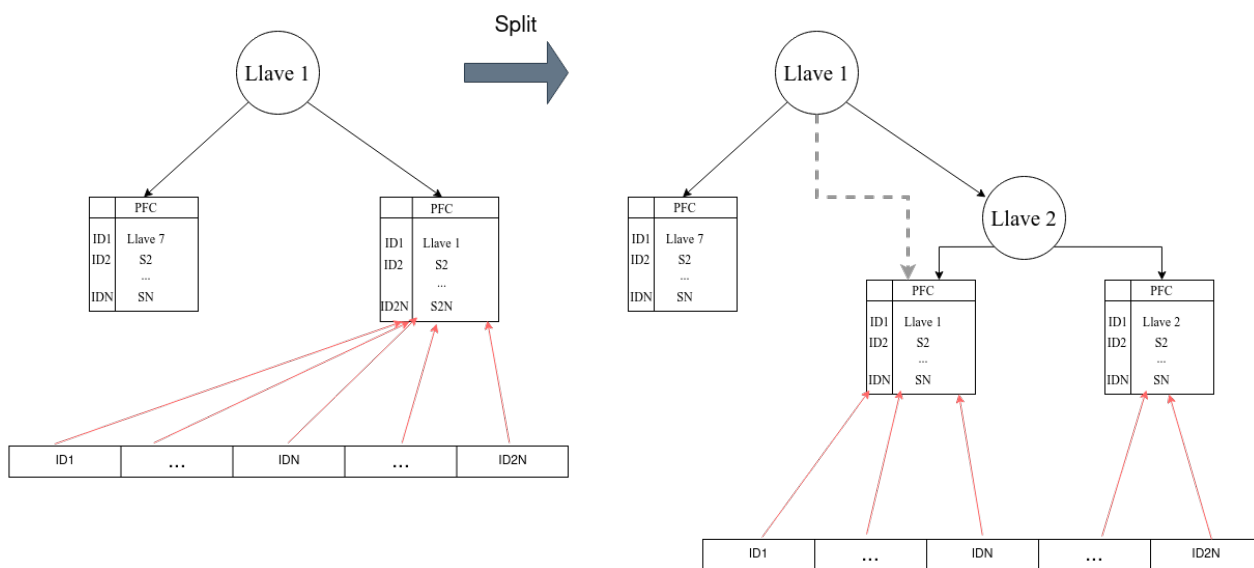 Split
Llave 1
PFC
ID1 Llave 7
ID2 S2
...
IDN SN
PFC
ID1 Llave 1
ID2 S2
...
ID2N S2N
ID1 ... IDN ... ID2N
Llave 1
Llave 2
PFC
ID1 Llave 7
ID2 S2
...
IDN SN
PFC
ID1 Llave 1
ID2 S2
...
IDN SN
PFC
ID1 Llave 2
ID2 S2
...
IDN SN
ID1 ... IDN ... ID2N